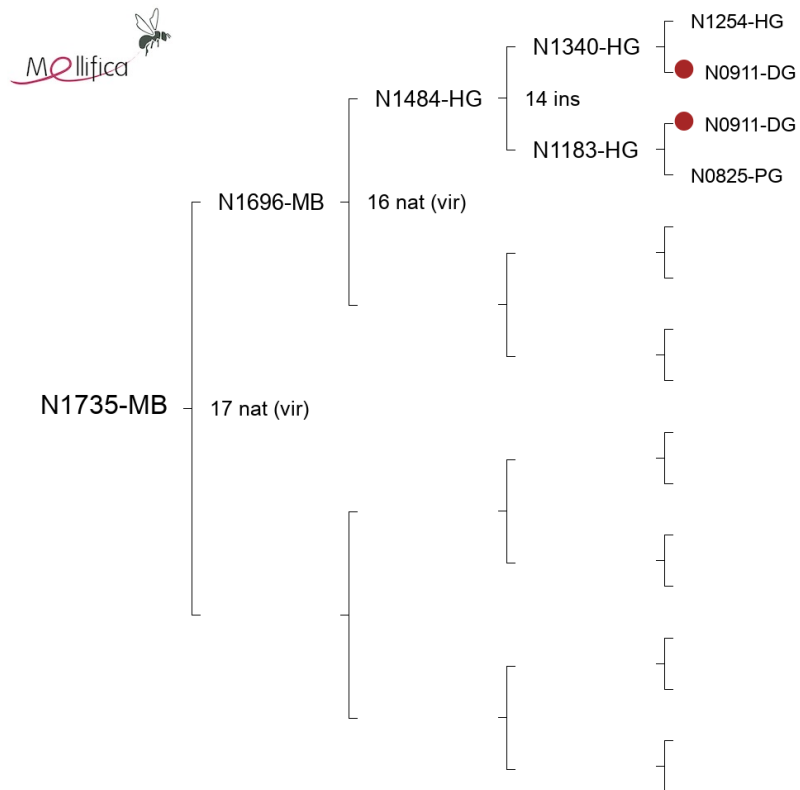 Mellifica
N1254-HG
N1340-HG
N0911-DG
N1484-HG
14 ins
N0911-DG
N1183-HG
N0825-PG
N1696-MB
16 nat (vir)
N1735-MB
17 nat (vir)